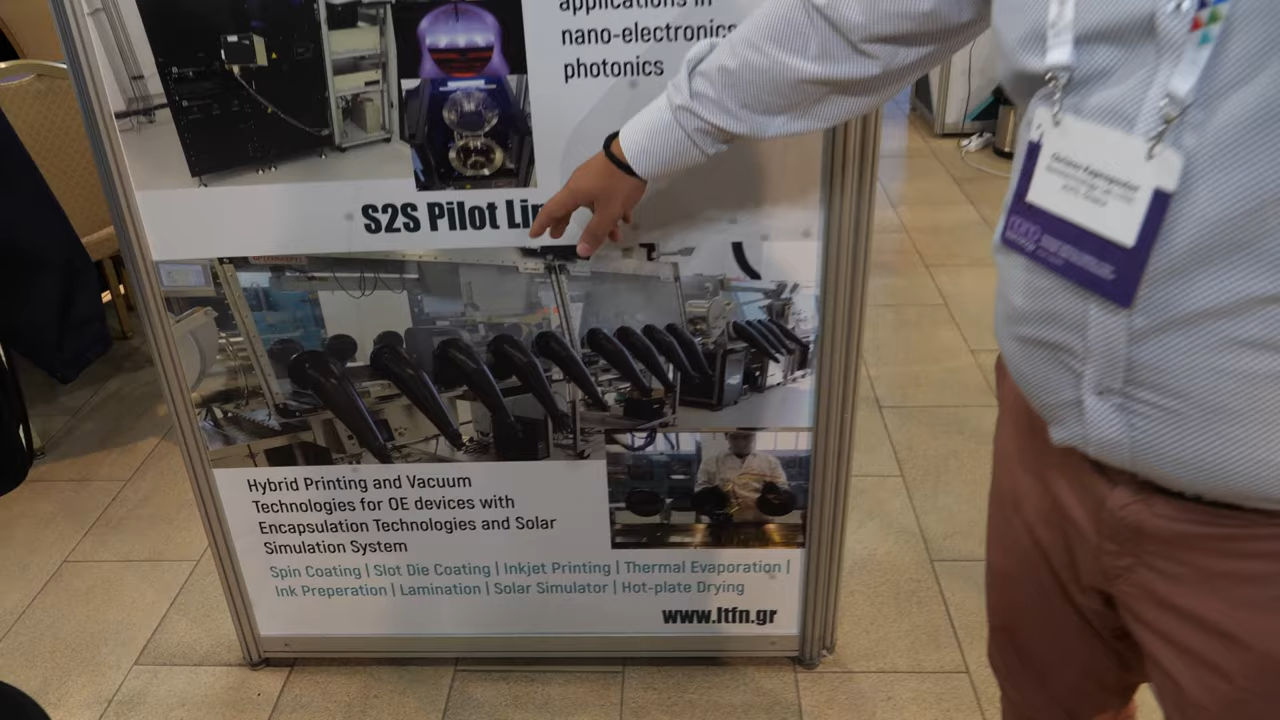 applications in
nano-electronics
photonics
S2S Pilot
Hybrid Printing and Vacuum
Technologies for OE devices with
Encapsulation Technologies and Solar
Simulation System
Spin Coating | Slot Die Coating | Inkjet Printing | Thermal Evaporation |
Ink Preperation | Lamination | Solar Simulator | Hot-plate Drying
www.ltfn.gr